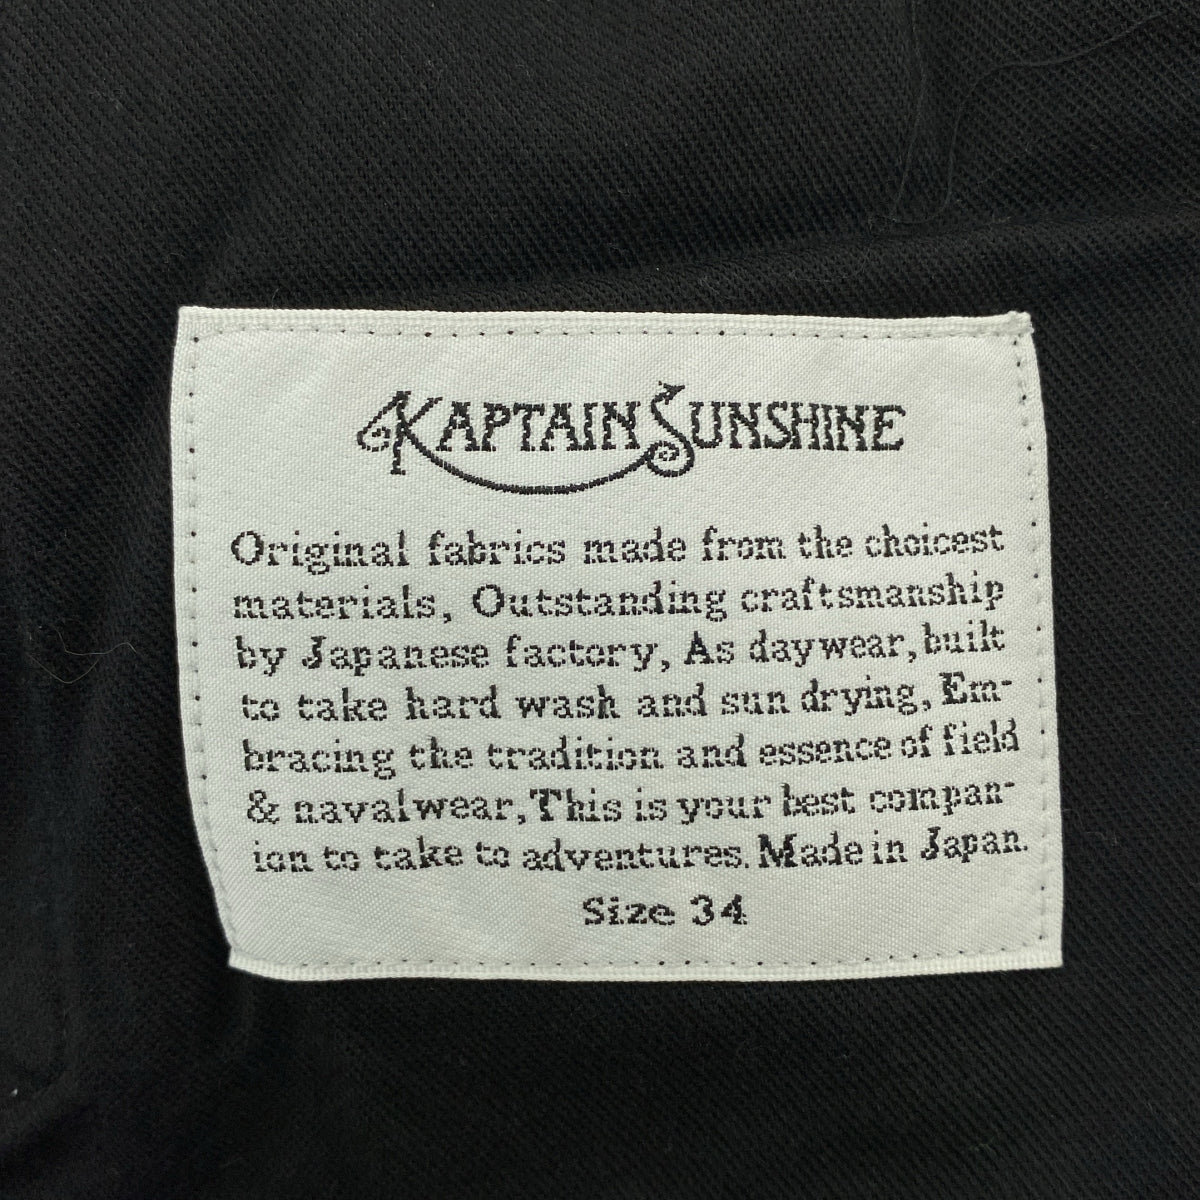 KAPTAIN SUNSHINE
Original fabrics made from the choicest
materials, Outstanding craftsmanship
by Japanese factory, As daywear, built
to take hard wash and sun drying, Em-
bracing the tradition and essence of field
& navalwear, This is your best compan-
ion to take to adventures. Made in Japan.
Size 34